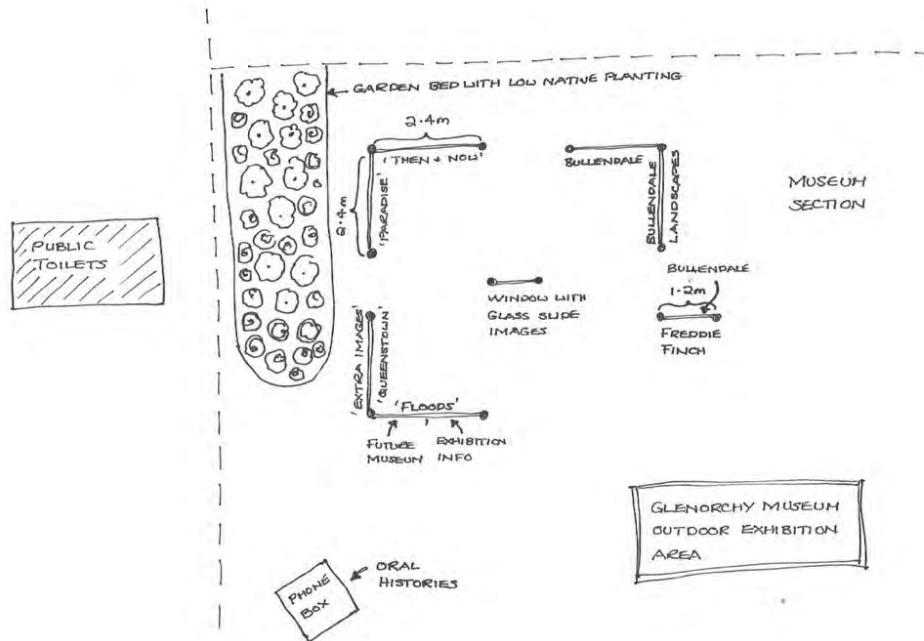 GARDEN BED WITH LOW NATIVE PLANTING
2.4m
'THEN + NOW'
2.4m
'PARADISE'
BULLENDALE
BULLENDALE
LANDSCAPES
MUSEUM
SECTION
PUBLIC
TOILETS
WINDOW WITH
GLASS SLIDE
IMAGES
BULLENDALE
1.2m
FREDDIE
FINCH
'EXTRA IMAGES'
'QUEENSTOWN'
'FLOODS'
FUTURE
MUSEUM
EXHIBITION
INFO
GLENORCHY MUSEUM
OUTDOOR EXHIBITION
AREA
PHONE
BOX
ORAL
HISTORIES